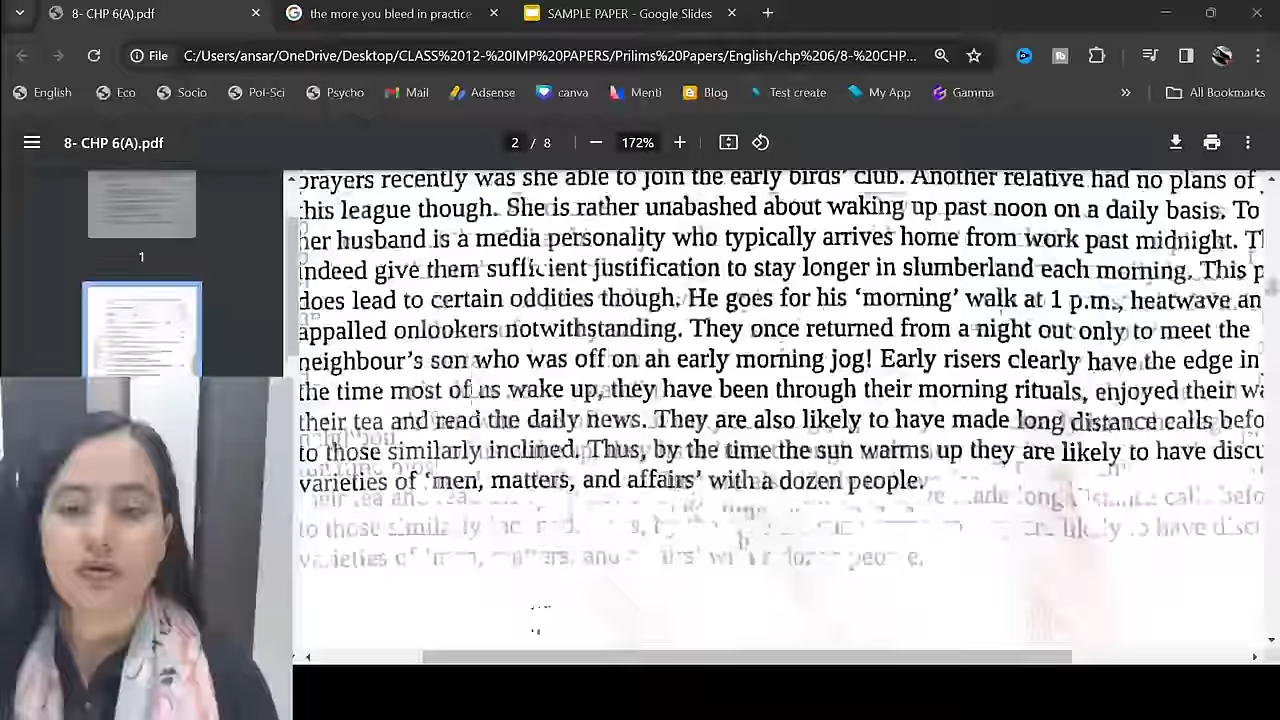 8- CHP 6(A).pdf
the more you bleed in practice
SAMPLE PAPER - Google Slides
File
C:/Users/ansar/OneDrive/Desktop/CLASS%2012-%20IMP%20PAPERS/Prilims%20Papers/English/chp%206/8-%20CHP...
English
Eco
Socio
Pol-Sci
Psycho
Mail
Adsense
canva
Menti
Blog
Test create
My App
Gamma
»
All Bookmarks
8- CHP 6(A).pdf
2 / 8
172%
1
prayers recently was she able to join the early birds' club. Another relative had no plans of
this league though. She is rather unabashed about waking up past noon on a daily basis. To
her husband is a media personality who typically arrives home from work past midnight.
indeed give them sufficient justification to stay longer in slumberland each morning. This p
does lead to certain oddities though. He goes for his 'morning' walk at 1 p.m., heatwave an
appalled onlookers notwithstanding. They once returned from a night out only to meet the
neighbour's son who was off on an early morning jog! Early risers clearly have the edge in
the time most of us wake up, they have been through their morning rituals, enjoyed their wa
their tea and read the daily news. They are also likely to have made long distance calls befo
to those similarly inclined. Thus, by the time the sun warms up they are likely to have discu
varieties of 'men, matters, and affairs' with a dozen people.